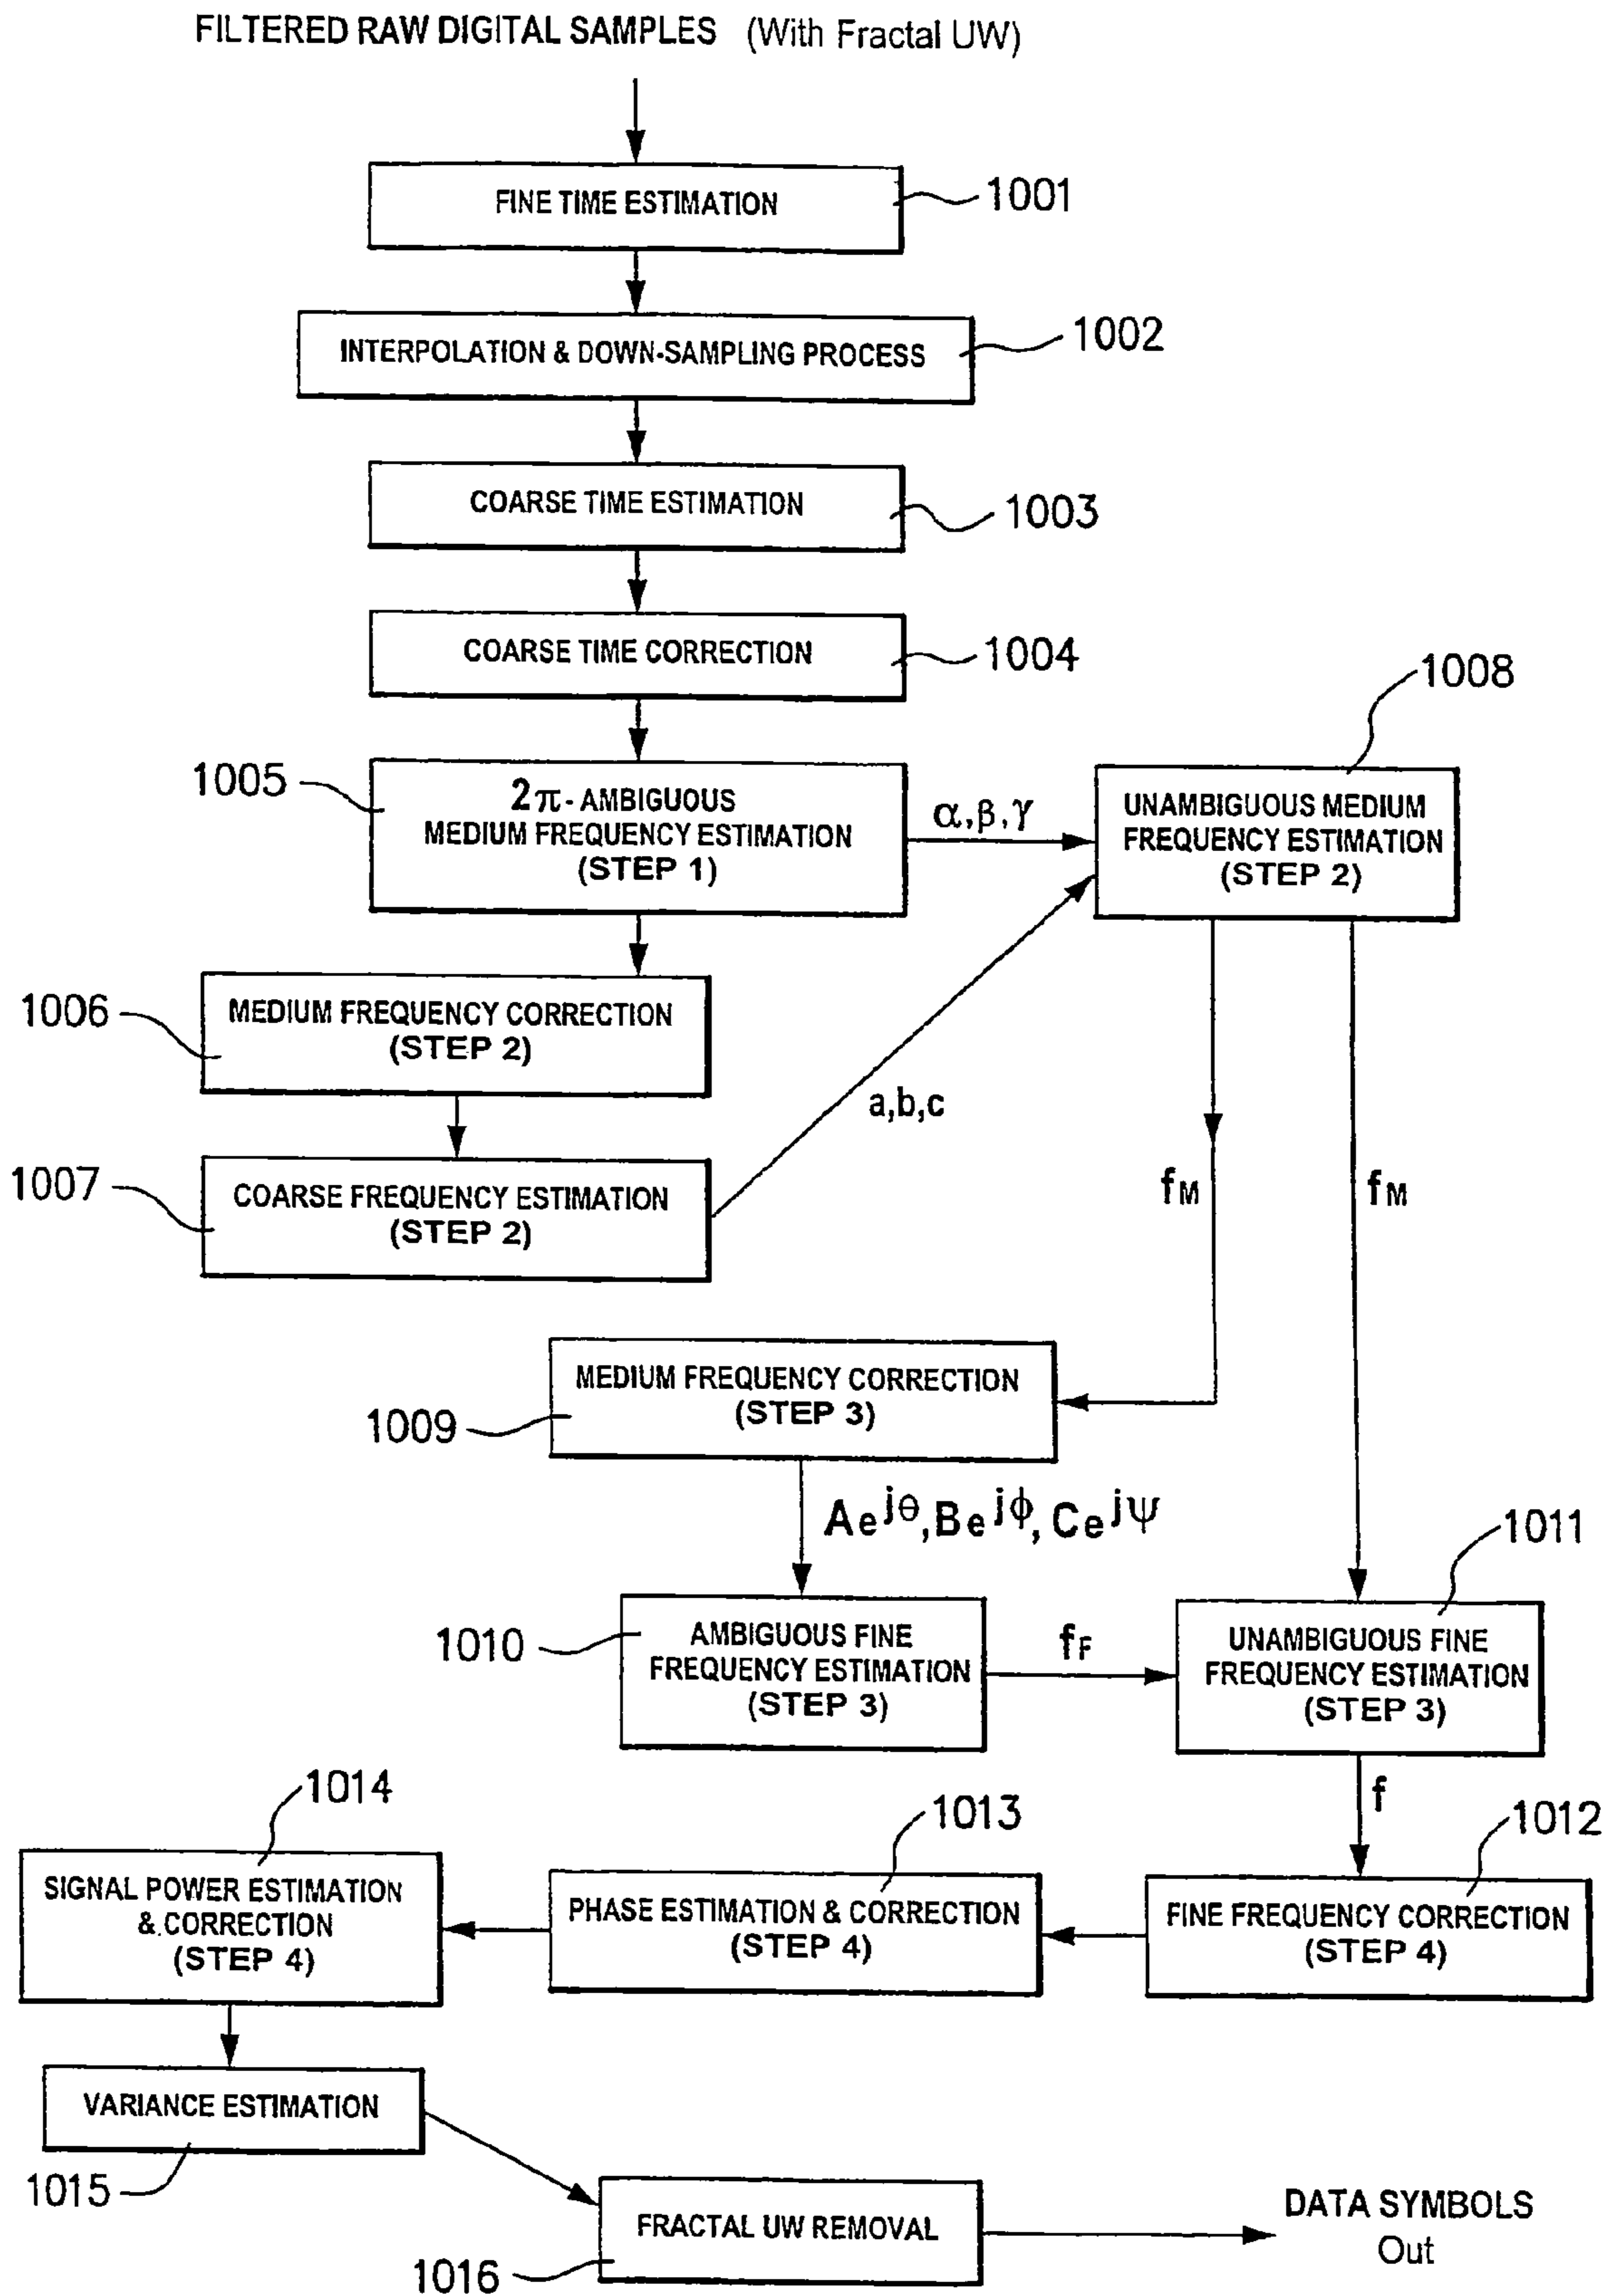 FILTERED RAW DIGITAL SAMPLES (With Fractal UW)
FINE TIME ESTIMATION
1001
INTERPOLATION & DOWN-SAMPLING PROCESS
1002
COARSE TIME ESTIMATION
1003
COARSE TIME CORRECTION
1004
1005
2π- AMBIGUOUS
MEDIUM FREQUENCY ESTIMATION
(STEP 1)
α,β,γ
1008
UNAMBIGUOUS MEDIUM
FREQUENCY ESTIMATION
(STEP 2)
1006
MEDIUM FREQUENCY CORRECTION
(STEP 2)
a,b,c
1007
COARSE FREQUENCY ESTIMATION
(STEP 2)
fM
fM
MEDIUM FREQUENCY CORRECTION
(STEP 3)
1009
Ae^jθ, Be^jϕ, Ce^jψ
1010
AMBIGUOUS FINE
FREQUENCY ESTIMATION
(STEP 3)
fF
1011
UNAMBIGUOUS FINE
FREQUENCY ESTIMATION
(STEP 3)
f
1014
SIGNAL POWER ESTIMATION
& CORRECTION
(STEP 4)
1013
PHASE ESTIMATION & CORRECTION
(STEP 4)
1012
FINE FREQUENCY CORRECTION
(STEP 4)
VARIANCE ESTIMATION
1015
FRACTAL UW REMOVAL
1016
DATA SYMBOLS
Out